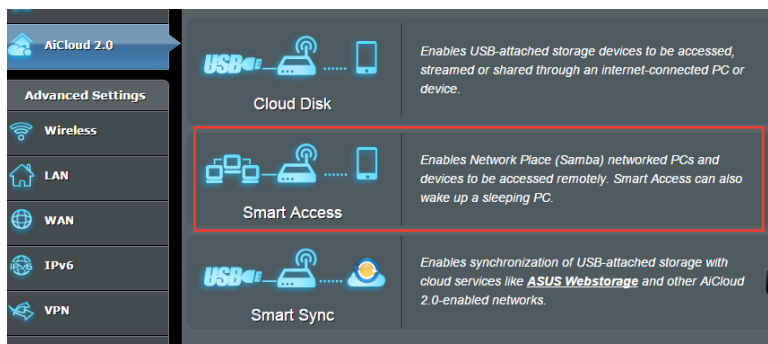 AiCloud 2.0
Advanced Settings
Wireless
LAN
WAN
IPv6
IPv6
VPN
USB
Cloud Disk
Enables USB-attached storage devices to be accessed,
streamed or shared through an internet-connected PC or
device.
Smart Access
Enables Network Place (Samba) networked PCs and
devices to be accessed remotely. Smart Access can also
wake up a sleeping PC.
USB
Smart Sync
Enables synchronization of USB-attached storage with
cloud services like ASUS Webstorage and other AiCloud
2.0-enabled networks.